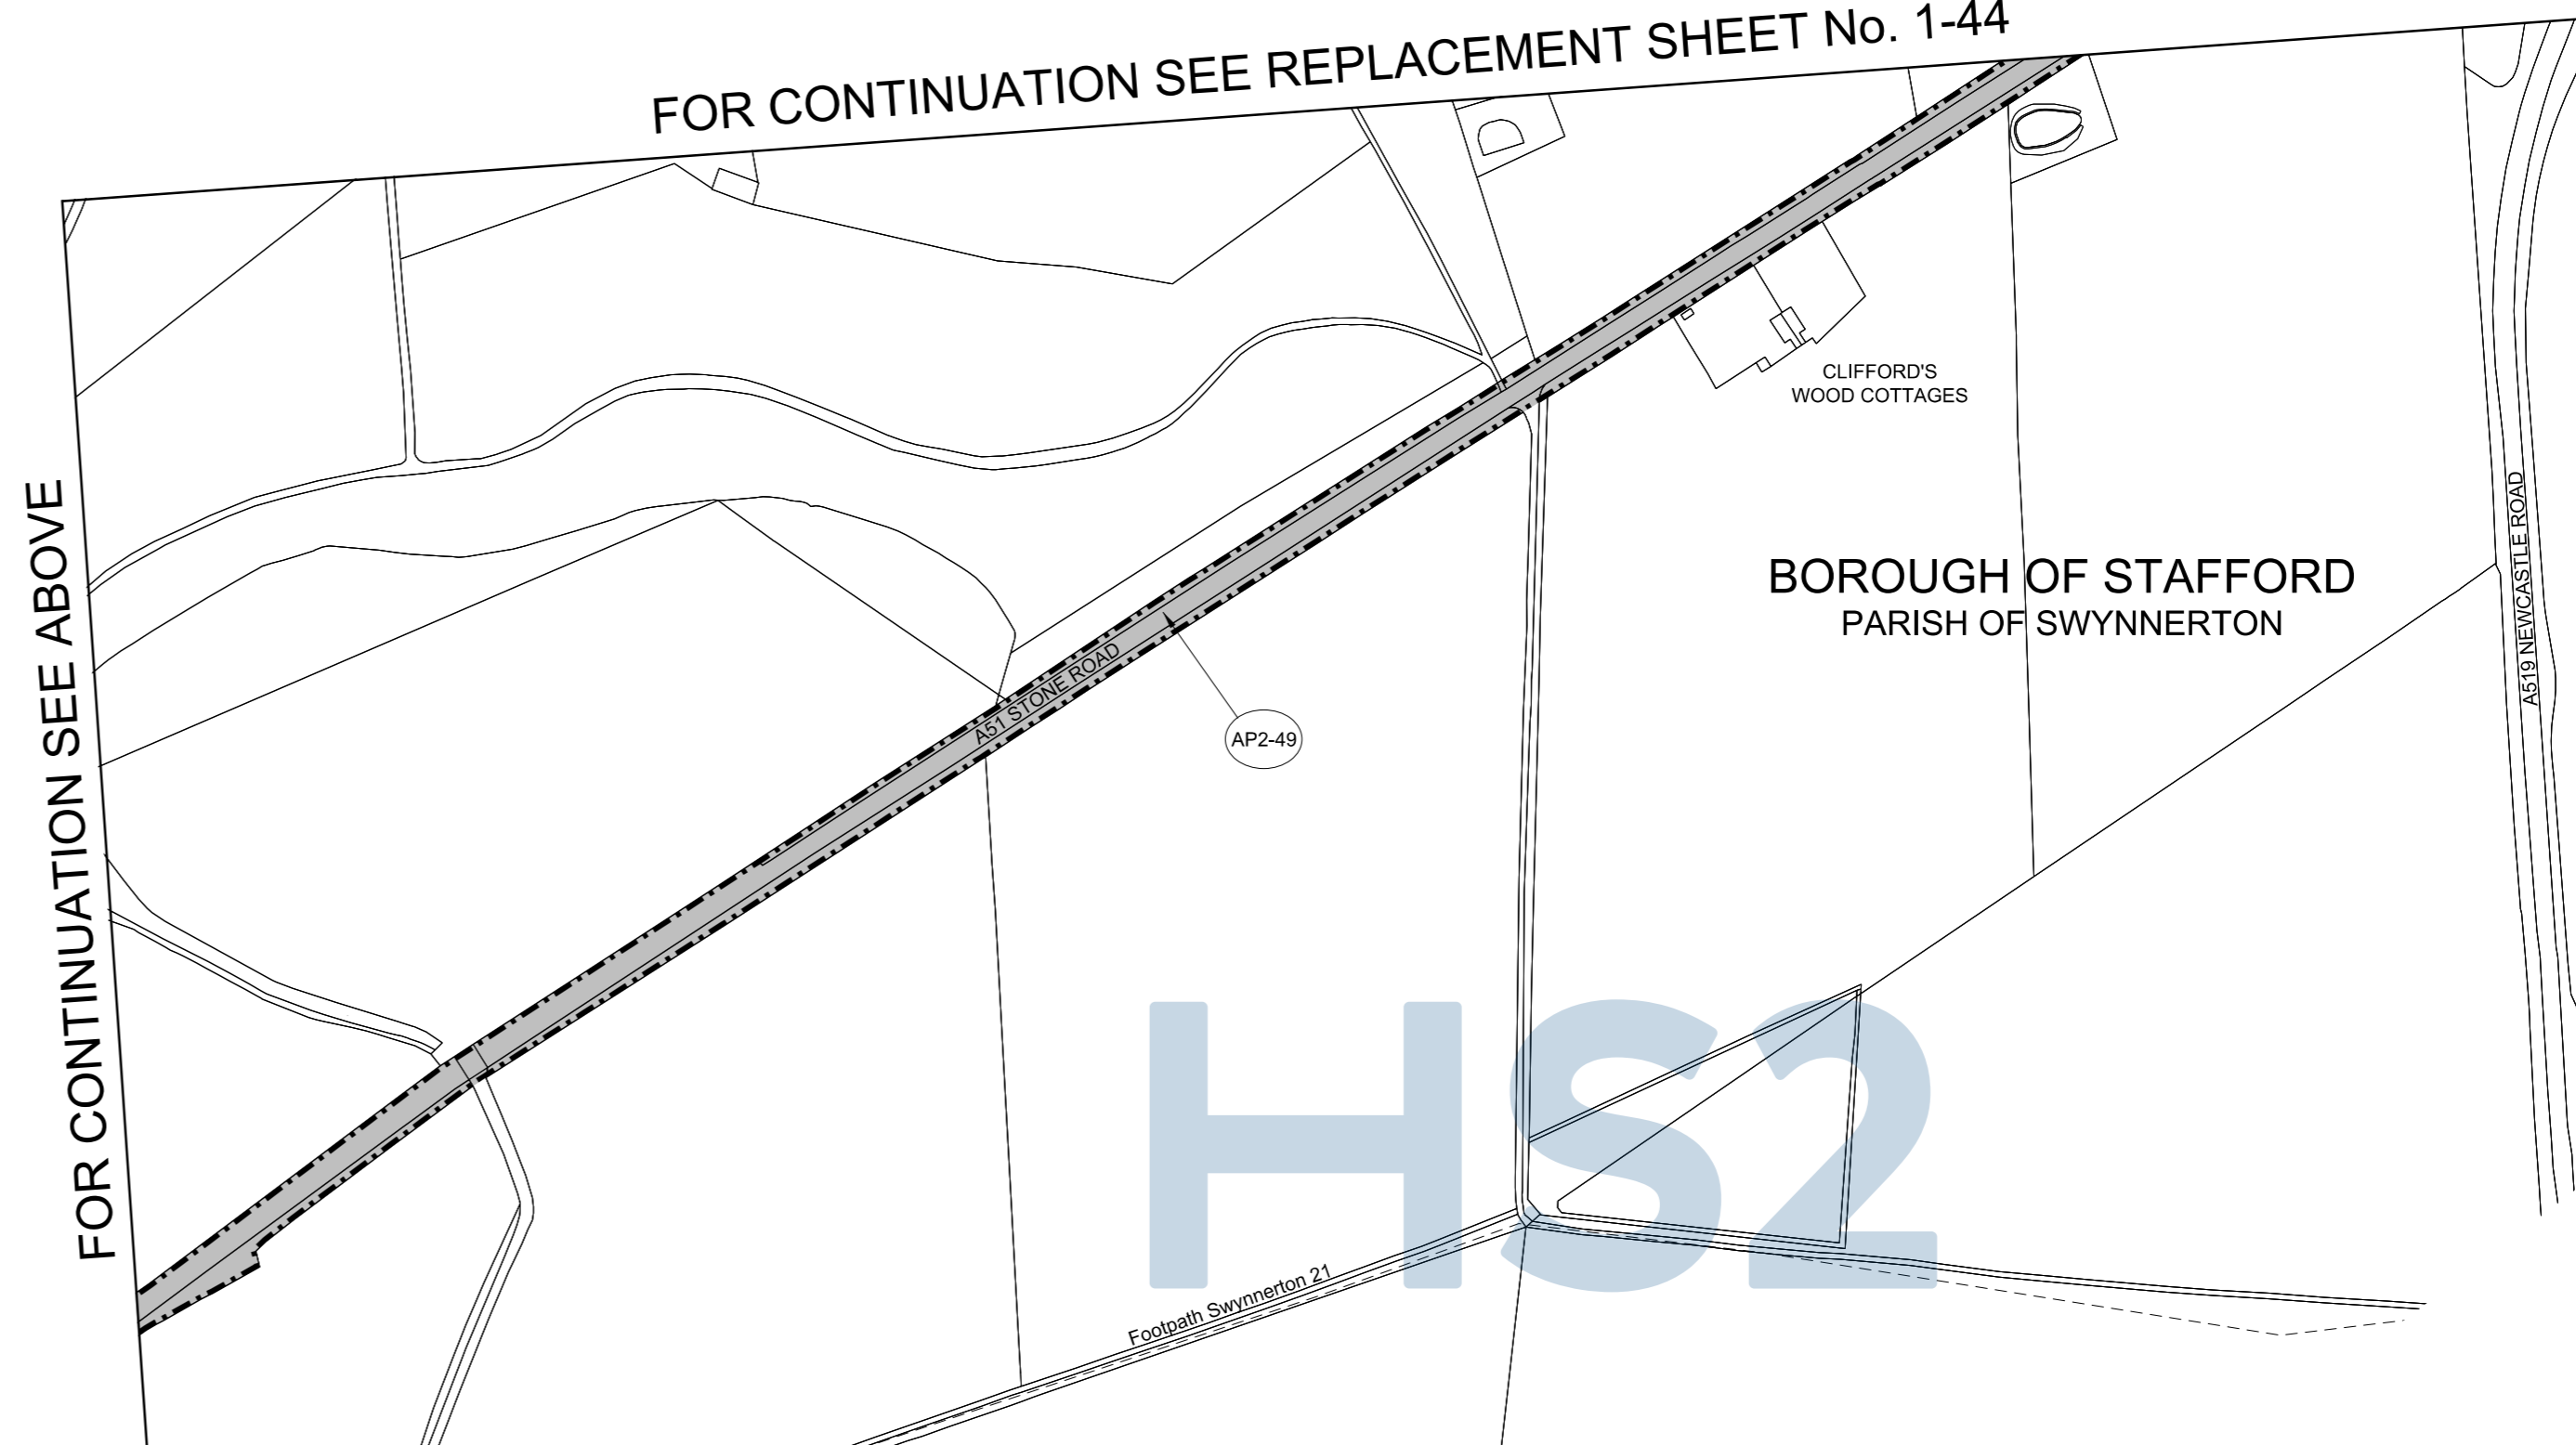 FOR CONTINUATION SEE REPLACEMENT SHEET No. 1-44
CLIFFORD'S
WOOD COTTAGES
FOR CONTINUATION SEE ABOVE
A519 NEWCASTLE ROAD
BOROUGH OF STAFFORD
PARISH OF SWYNNERTON
A51 STONE ROAD
AP2-49
HS2
Footpath Swynnerton 21